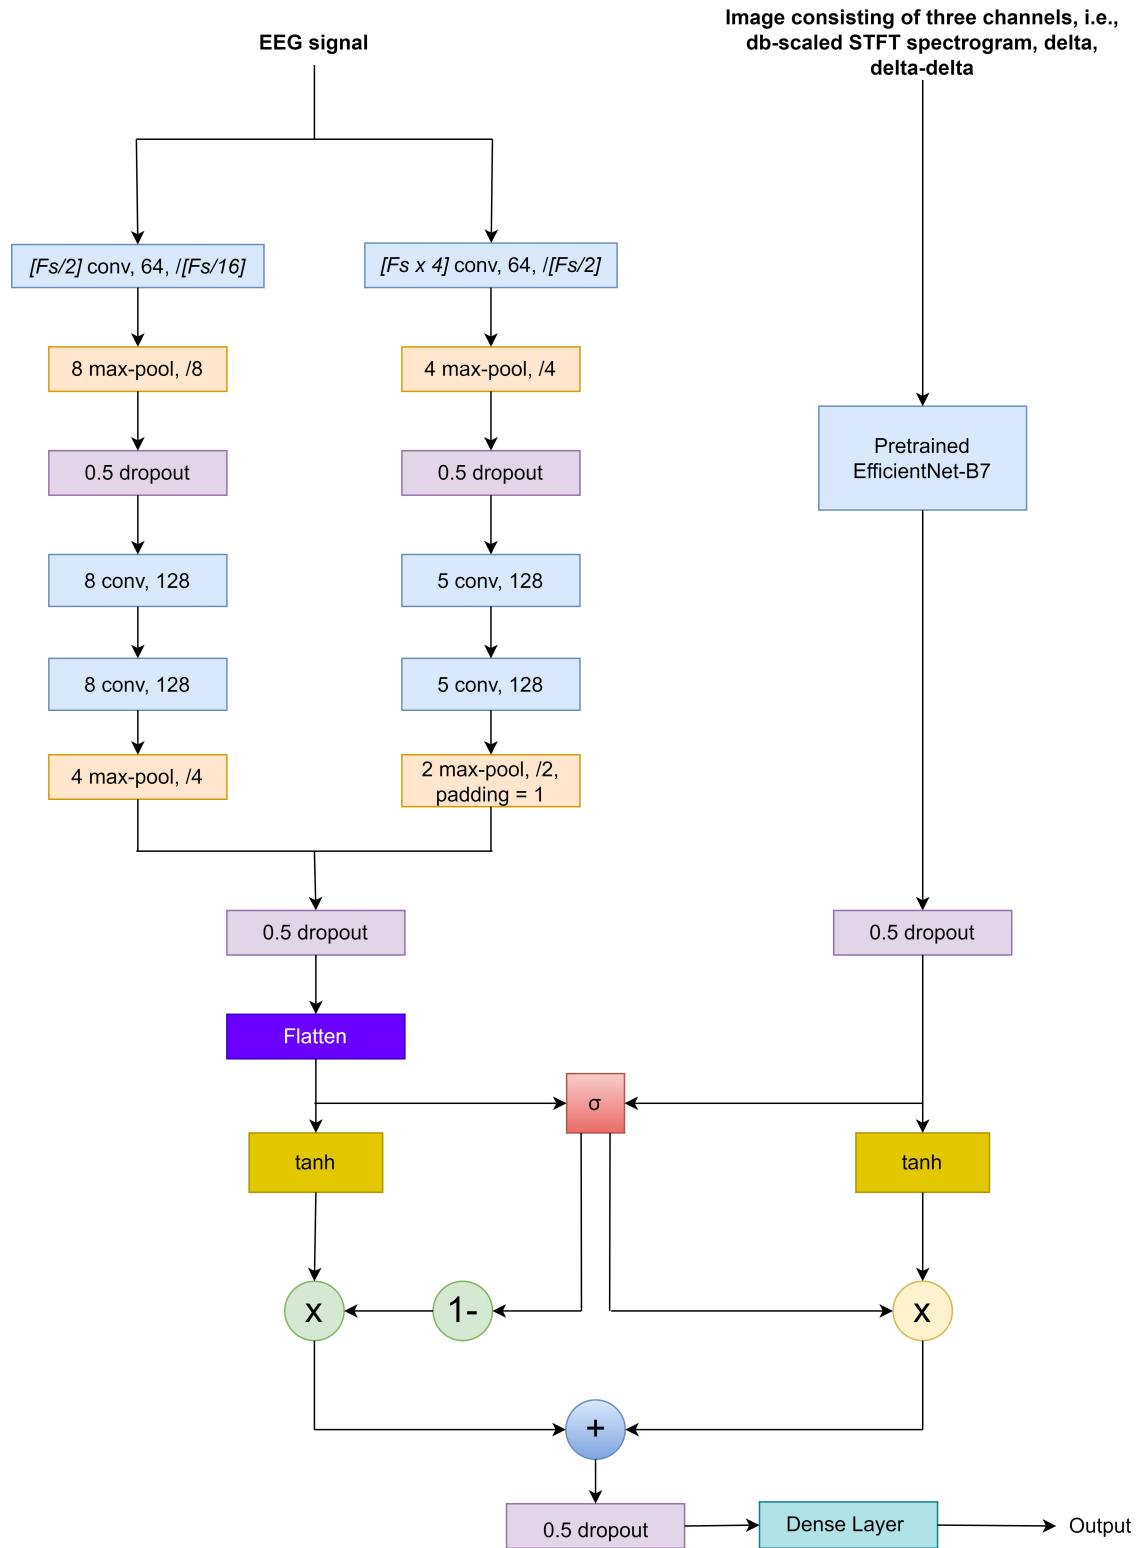 EEG signal
Image consisting of three channels, i.e.,
db-scaled STFT spectrogram, delta,
delta-delta
[Fs/2] conv, 64, /[Fs/16]
[Fs x 4] conv, 64, /[Fs/2]
8 max-pool, /8
4 max-pool, /4
Pretrained
EfficientNet-B7
0.5 dropout
0.5 dropout
8 conv, 128
5 conv, 128
8 conv, 128
5 conv, 128
4 max-pool, /4
2 max-pool, /2,
padding = 1
0.5 dropout
0.5 dropout
Flatten
σ
tanh
tanh
x
1-
x
+
0.5 dropout
Dense Layer
Output